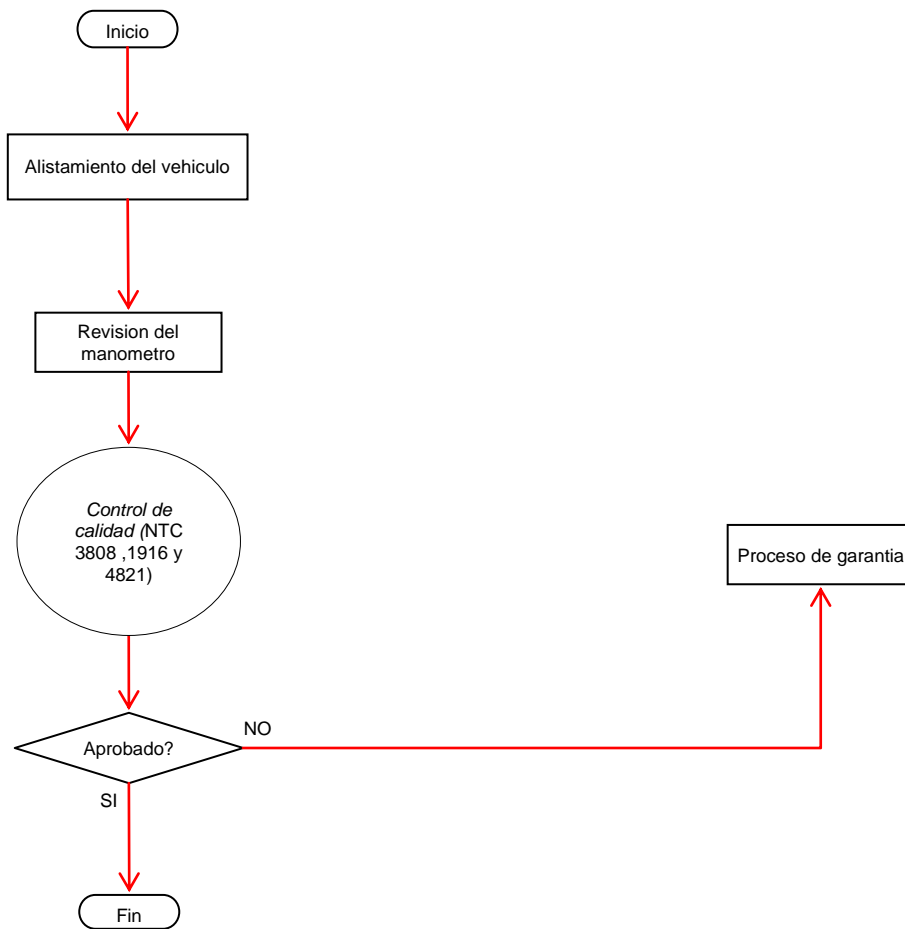 Inicio
Alistamiento del vehiculo
Revision del
manometro
Control de
calidad (NTC
3808 ,1916 y
4821)
Proceso de garantia
NO
Aprobado?
SI
Fin